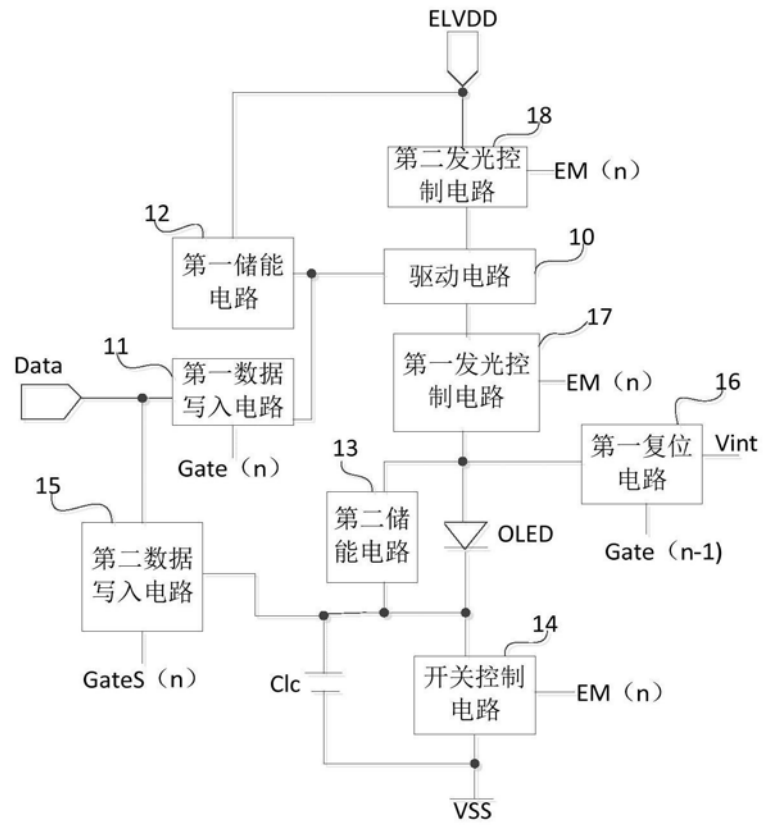 ELVDD
18
第二发光控
制电路
EM（n）
12
第一储能
电路
10
驱动电路
17
第一发光控
制电路
EM（n）
Data
11
第一数据
写入电路
Gate（n）
16
第一复位
电路
Vint
Gate（n-1)
13
第二储
能电路
OLED
15
第二数据
写入电路
GateS（n）
Clc
14
开关控制
电路
EM（n）
VSS